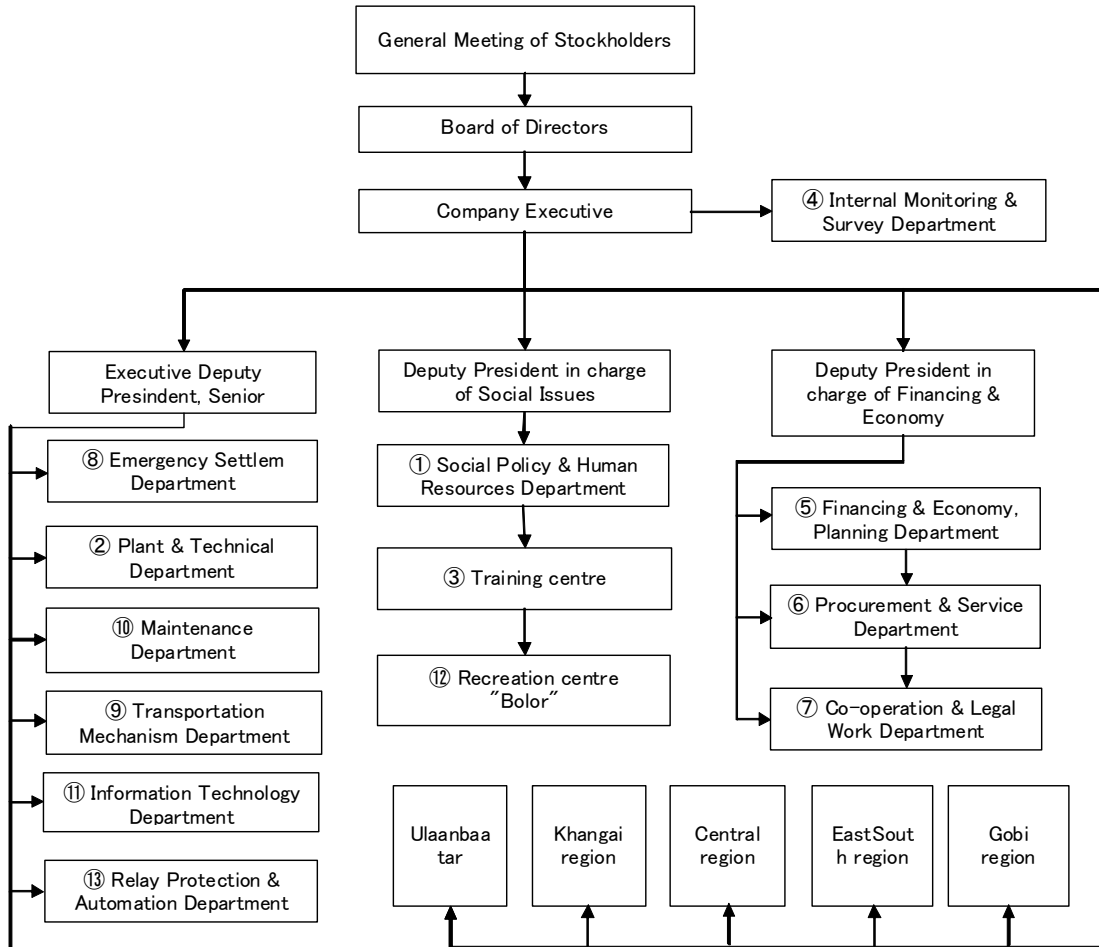 General Meeting of Stockholders
Board of Directors
Company Executive
④ Internal Monitoring &
Survey Department
Executive Deputy
Presindent, Senior
Deputy President in charge
of Social Issues
Deputy President in
charge of Financing &
Economy
⑧ Emergency Settlem
Department
② Plant & Technical
Department
⑩ Maintenance
Department
⑨ Transportation
Mechanism Department
⑪ Information Technology
Department
⑬ Relay Protection &
Automation Department
① Social Policy & Human
Resources Department
③ Training centre
⑫ Recreation centre
"Bolor"
⑤ Financing & Economy,
Planning Department
⑥ Procurement & Service
Department
⑦ Co-operation & Legal
Work Department
Ulaanbaa
tar
Khangai
region
Central
region
EastSout
h region
Gobi
region